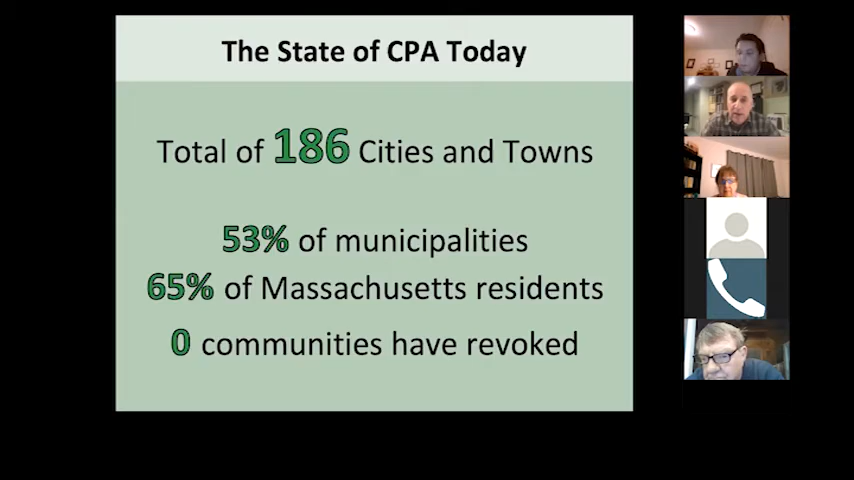 The State of CPA Today
Total of 186 Cities and Towns
53% of municipalities
65% of Massachusetts residents
0 communities have revoked